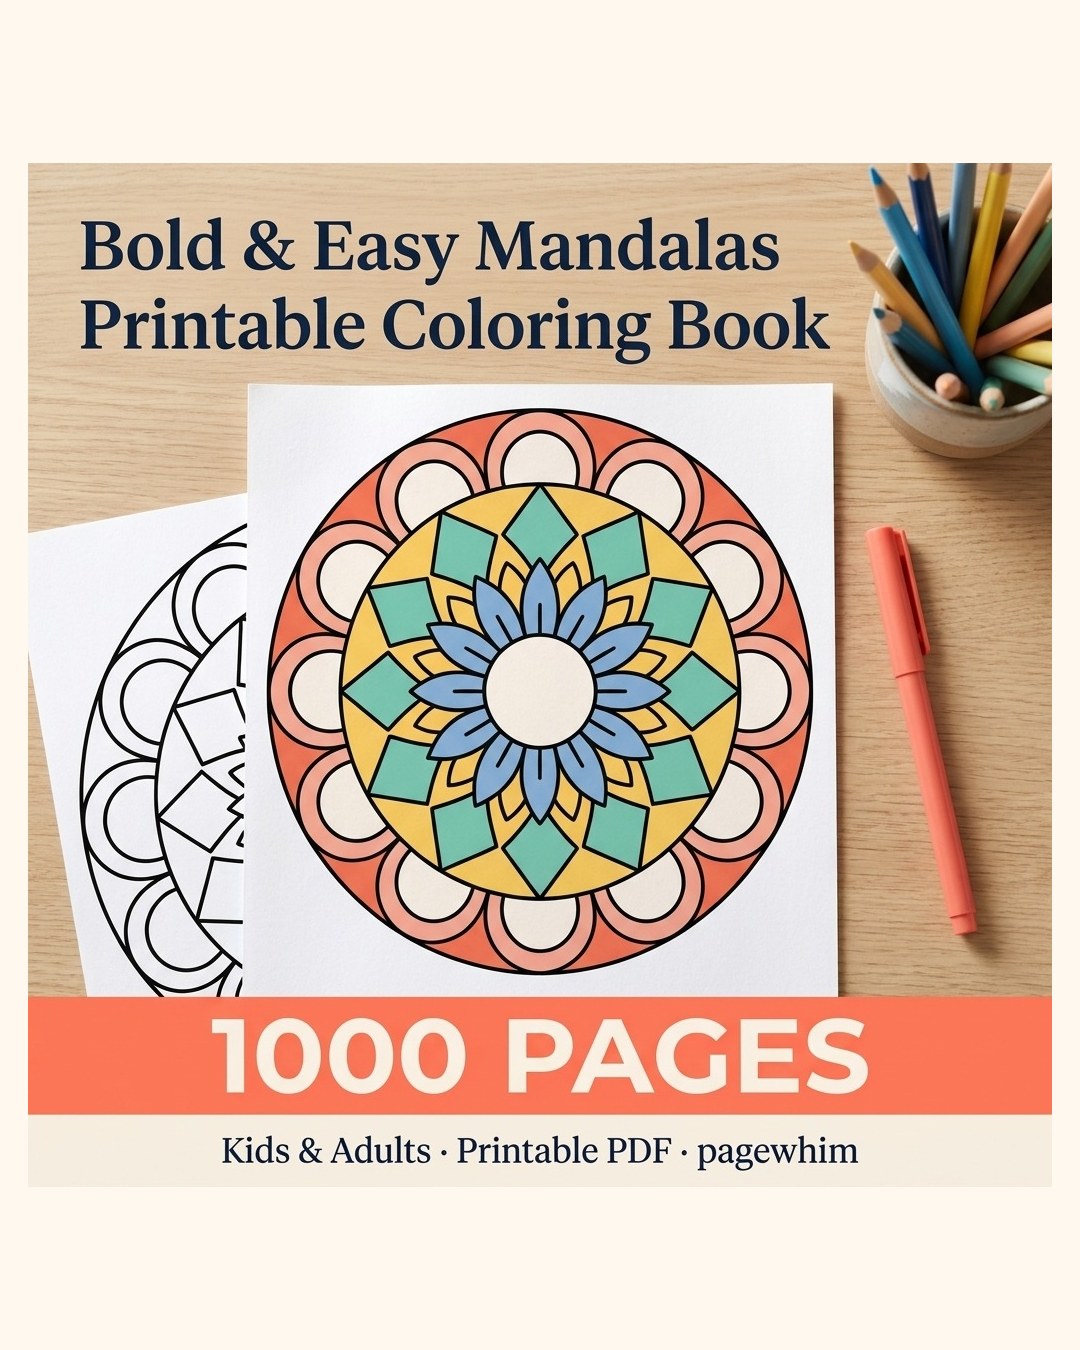 Bold & Easy Mandalas
Printable Coloring Book
1000 PAGES
Kids & Adults · Printable PDF · pagewhim